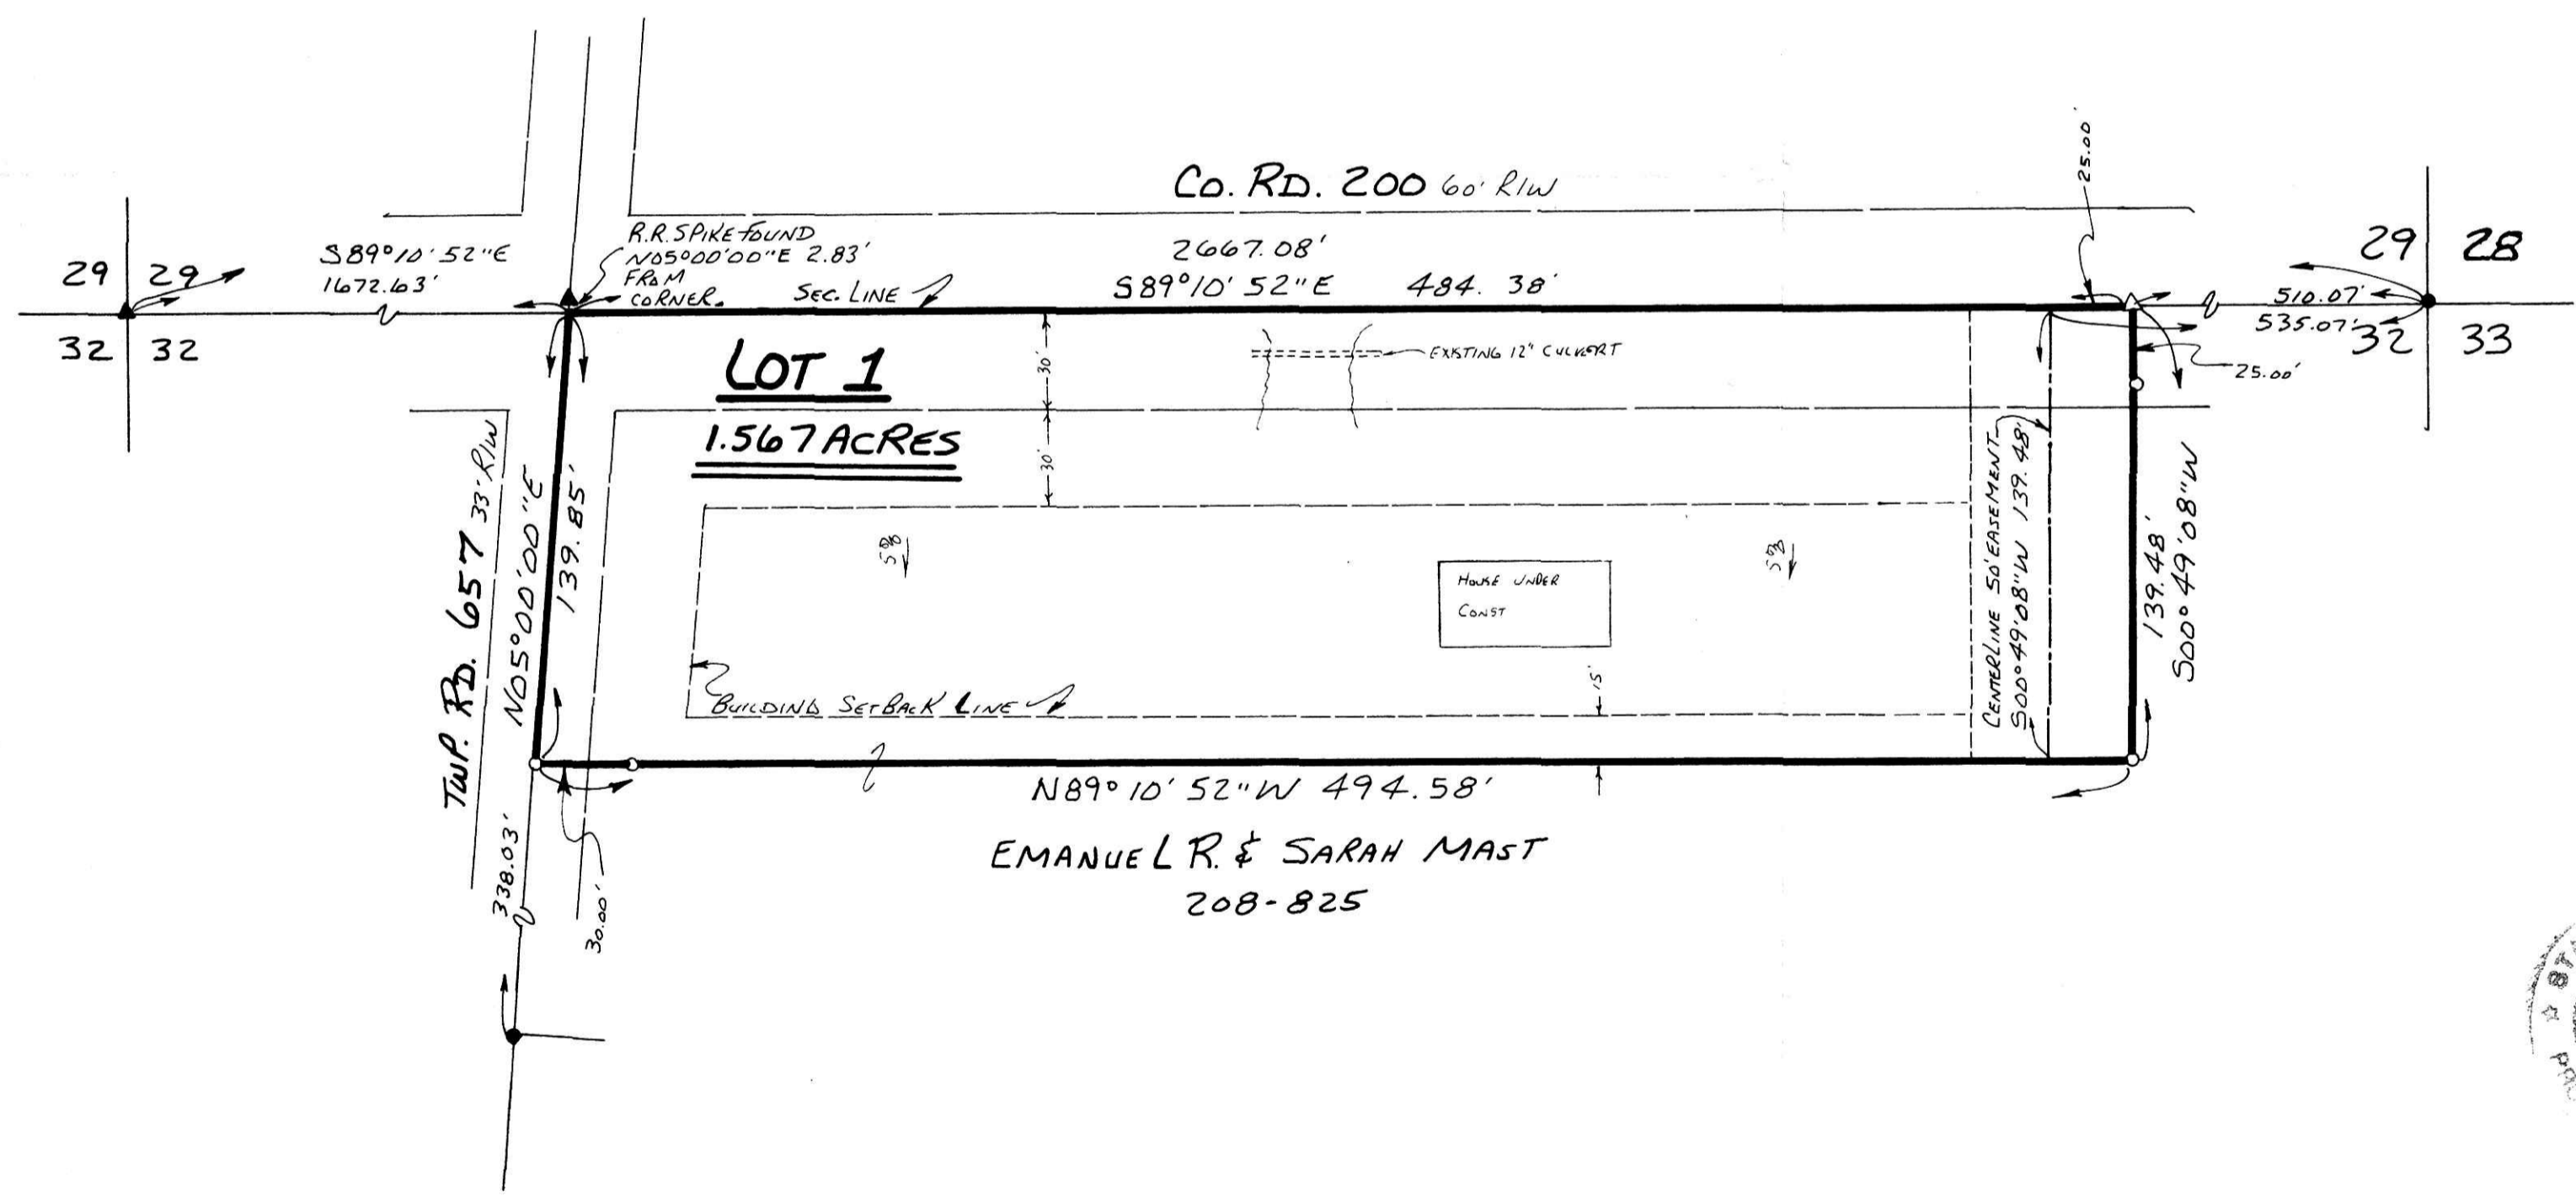 CO. RD. 200 60' R/W
25.00'
R.R. SPIKE FOUND
N05°00'00"E 2.83'
FROM
CORNER.
S89°10'52"E
1672.63'
2667.08'
S89°10'52"E 484.38'
SEC. LINE
29 29
32 32
29 28
32 33
510.07'
535.07'
25.00'
LOT 1
1.567 ACRES
30'
30'
EXISTING 12" CULVERT
TWP. RD. 657 33' R/W
N05°00'00"E
139.85'
5%
5%
HOUSE UNDER
CONST
CENTERLINE 50' EASEMENT
S00°49'08"W 139.48'
139.48'
S00°49'08"W
BUILDING SETBACK LINE
15'
N89°10'52"W 494.58'
338.03'
30.00'
EMANUEL R. & SARAH MAST
208-825